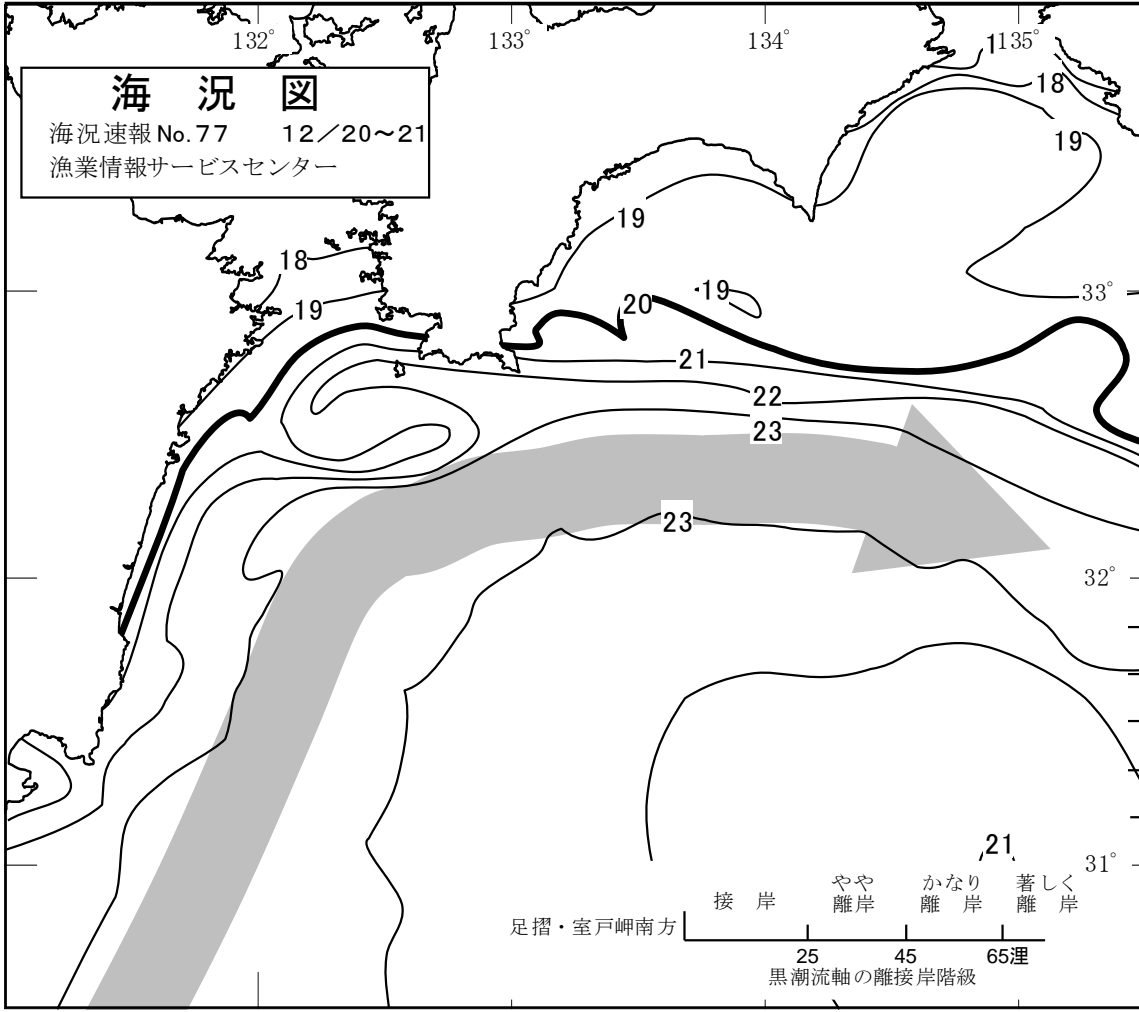 132° 133° 134° 135°
海 況 図
海況速報 No.77 12/20~21
漁業情報サービスセンター
1
18
19
19
18
19
19
20
33°
21
22
23
23
32°
21
31°
接 岸 やや離岸 かなり離岸 著しく離岸
足摺・室戸岬南方
25 45 65浬
黒潮流軸の離接岸階級